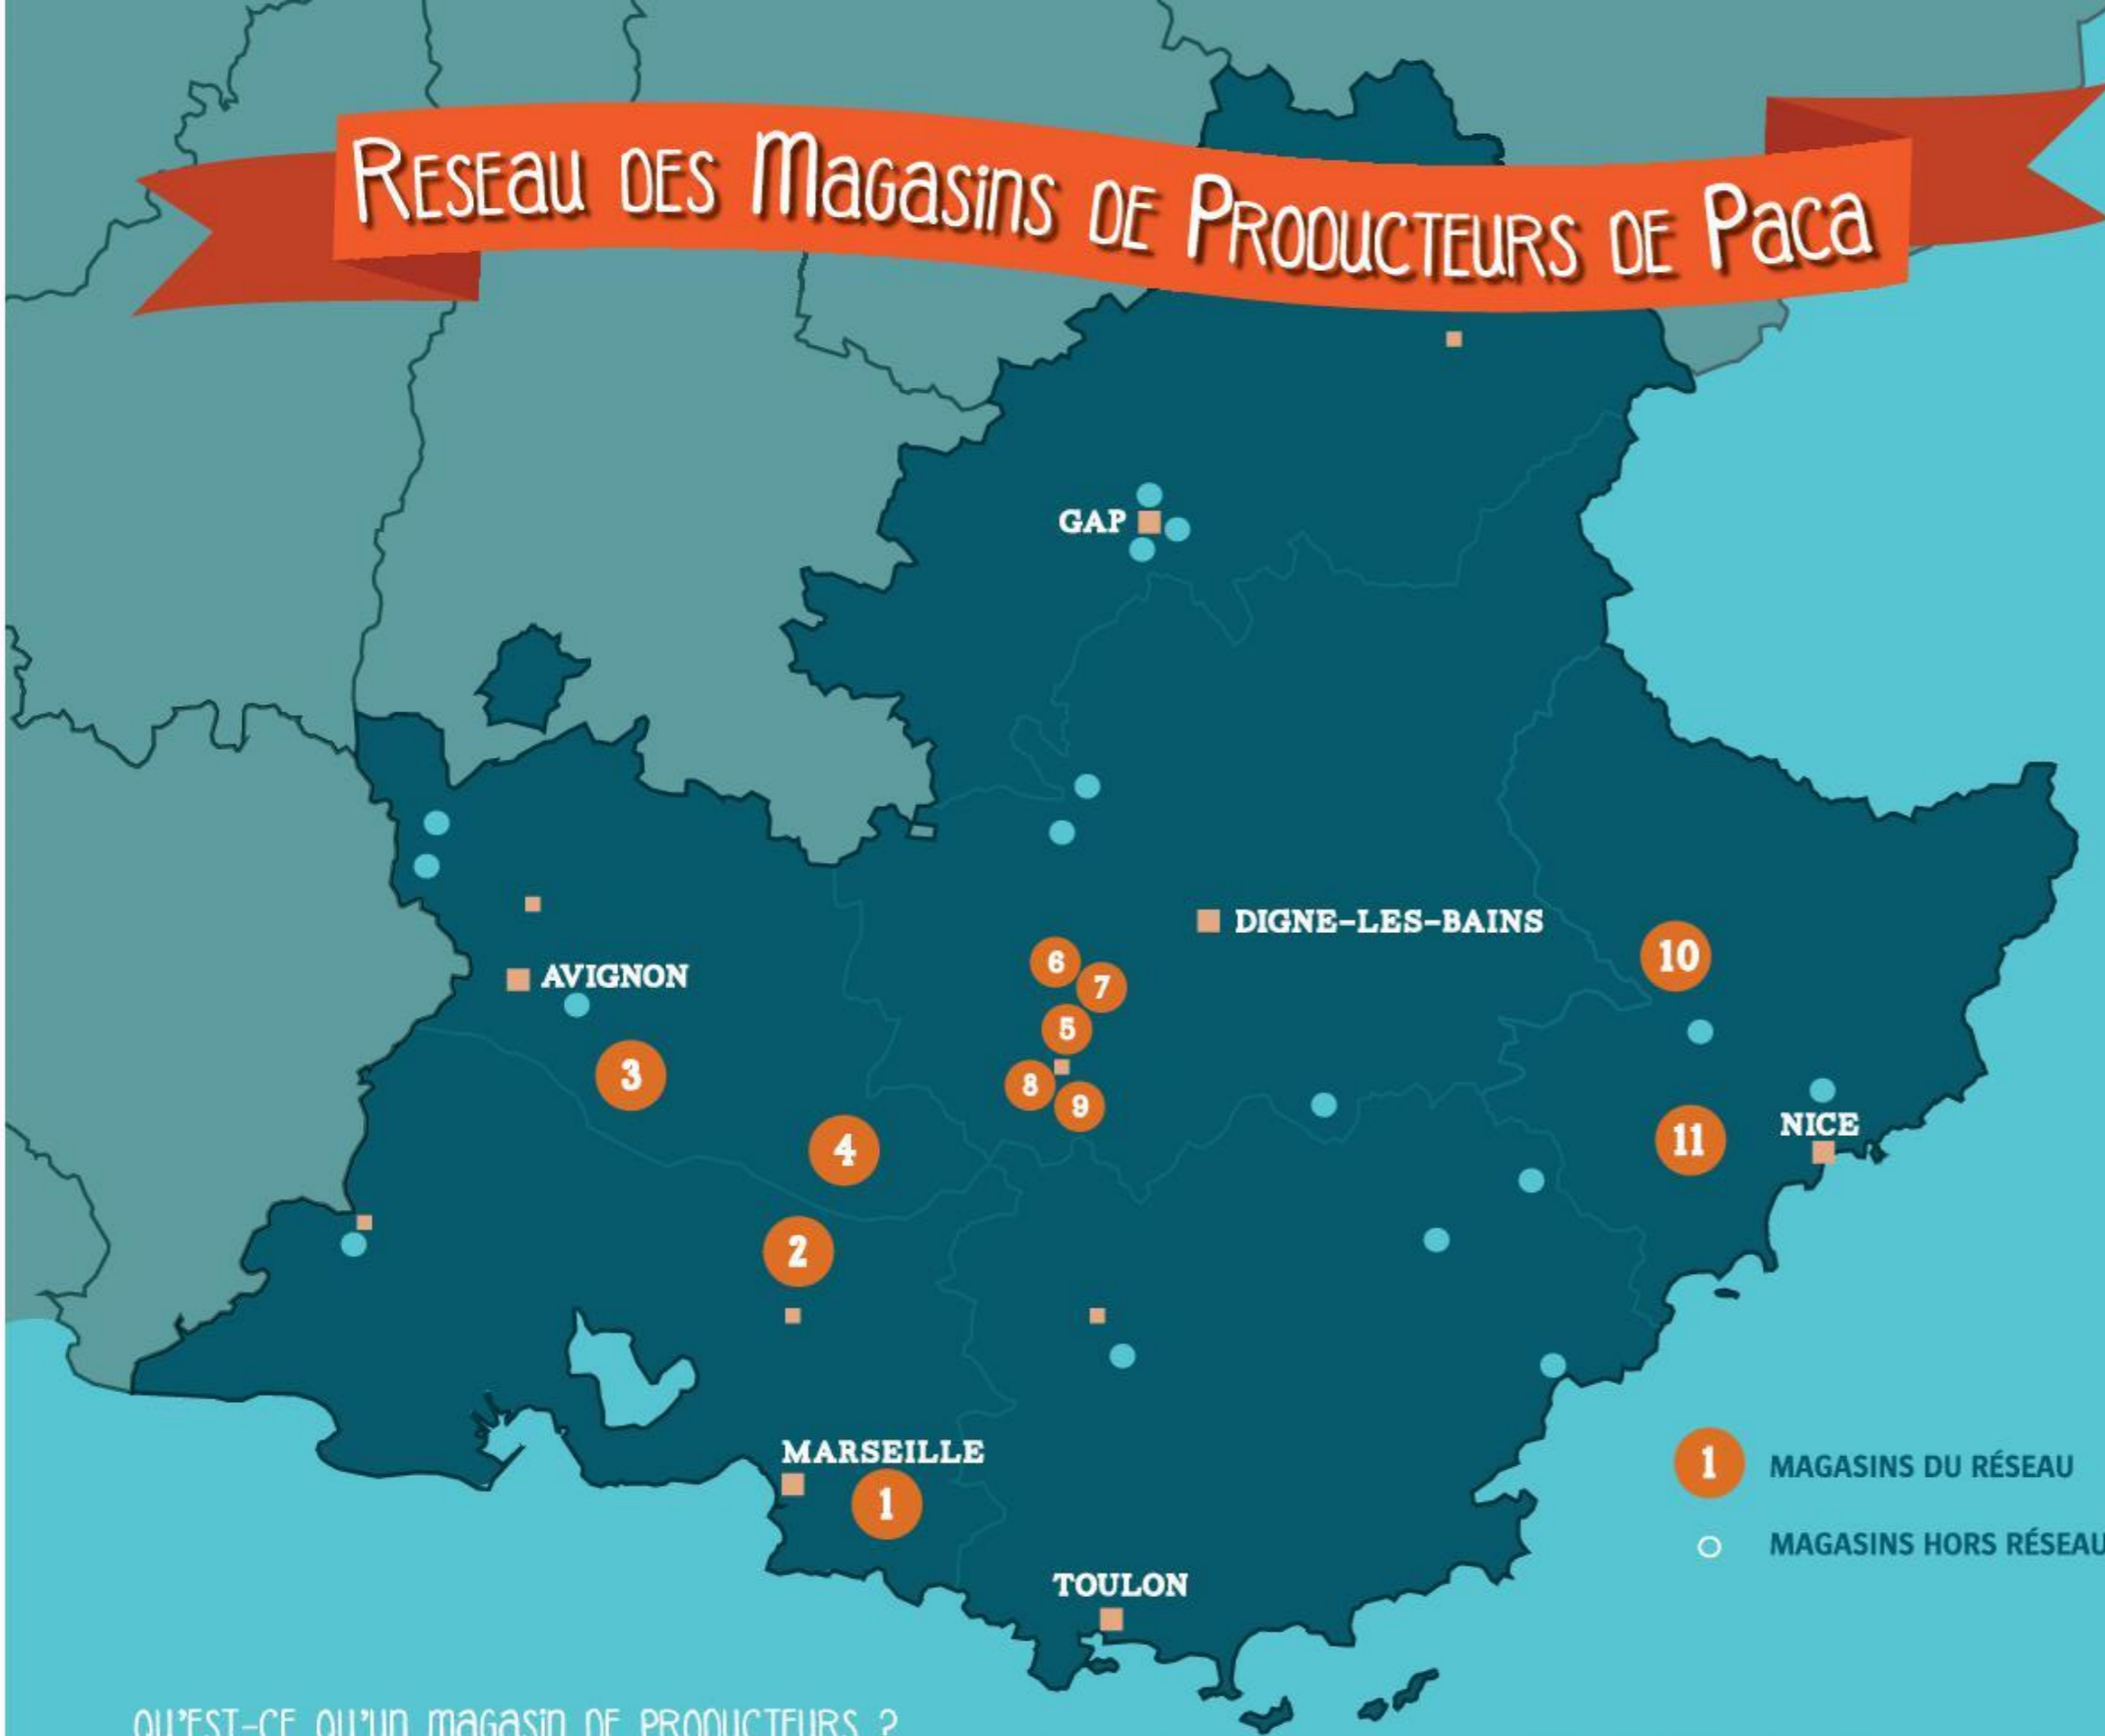 RESEAU DES MAGASINS DE PRODUCTEURS DE PACA
GAP
DIGNE-LES-BAINS
AVIGNON
6
7
10
5
3
8
9
4
11
NICE
2
MARSEILLE
1
1 MAGASINS DU RÉSEAU
MAGASINS HORS RÉSEAU
TOULON
QU'EST-CE QU'UN MAGASIN DE PRODUCTEURS ?